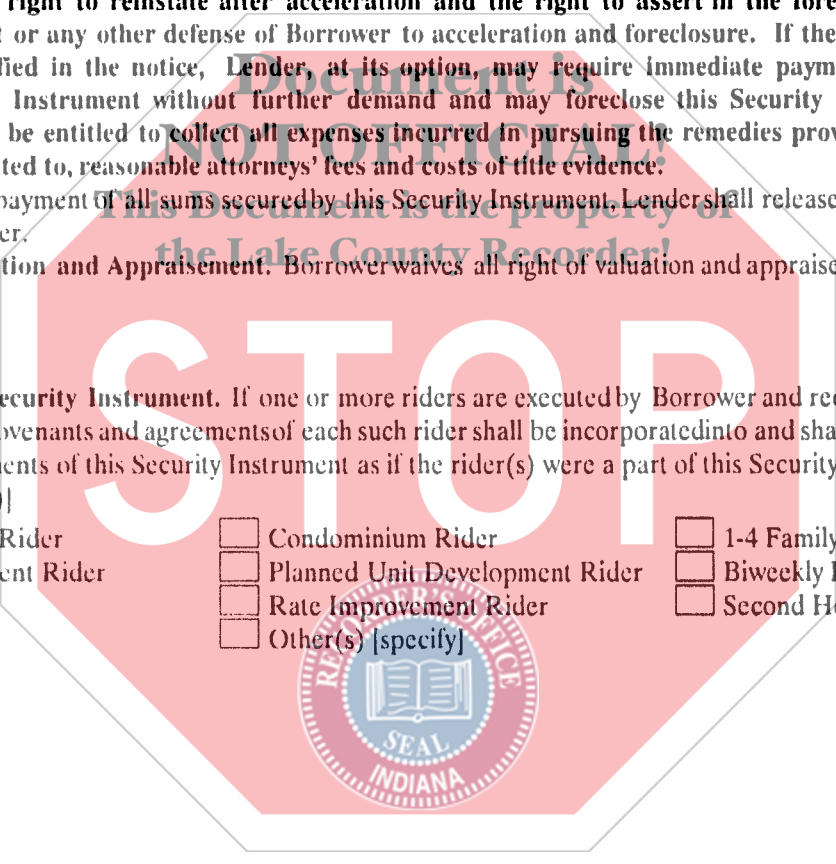 right to reinstate after acceleration and the right to assert in the fore
t or any other defense of Borrower to acceleration and foreclosure. If the
fied in the notice, Lender, at its option, may require immediate paym
Instrument without further demand and may foreclose this Security
be entitled to collect all expenses incurred in pursuing the remedies prov
ted to, reasonable attorneys' fees and costs of title evidence.
payment of all sums secured by this Security Instrument, Lender shall release
er.
tion and Appraisement. Borrower waives all right of valuation and appraise
Document is
NOT OFFICIAL!
This Document is the property of
the Lake County Recorder!
STOP
ecurity Instrument. If one or more riders are executed by Borrower and rec
ovenants and agreements of each such rider shall be incorporated into and sha
ments of this Security Instrument as if the rider(s) were a part of this Security
)]
Rider
Condominium Rider
1-4 Family
ent Rider
Planned Unit Development Rider
Biweekly
Rate Improvement Rider
Second Ho
Other(s) [specify]
RECORDER'S OFFICE
SEAL
INDIANA